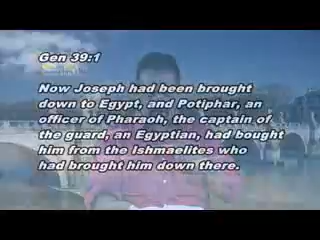 Gen 39:1
Now Joseph had been brought
down to Egypt, and Potiphar, an
officer of Pharaoh, the captain of
the guard, an Egyptian, had bought
him from the Ishmaelites who
had brought him down there.